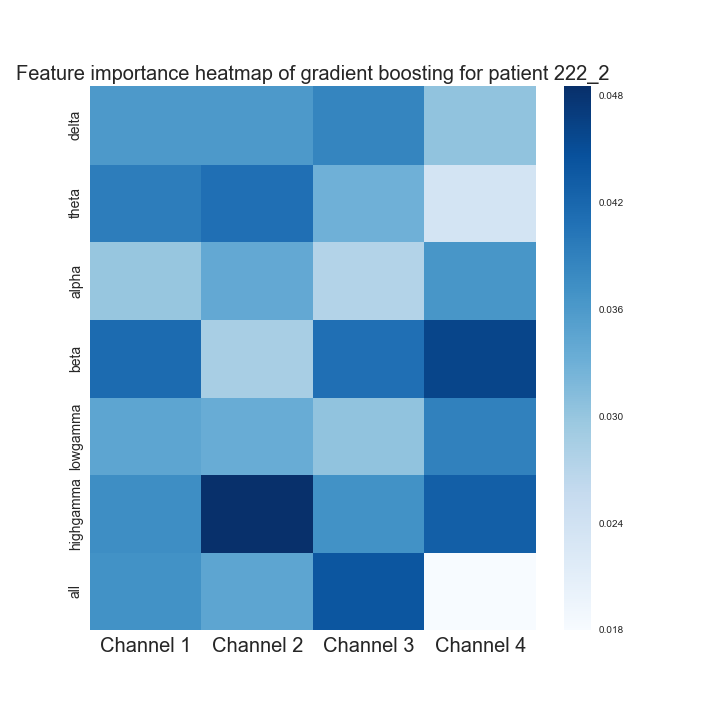 Feature importance heatmap of gradient boosting for patient 222_2
delta
theta
alpha
beta
lowgamma
highgamma
all
Channel 1
Channel 2
Channel 3
Channel 4
0.048
0.042
0.036
0.030
0.024
0.018